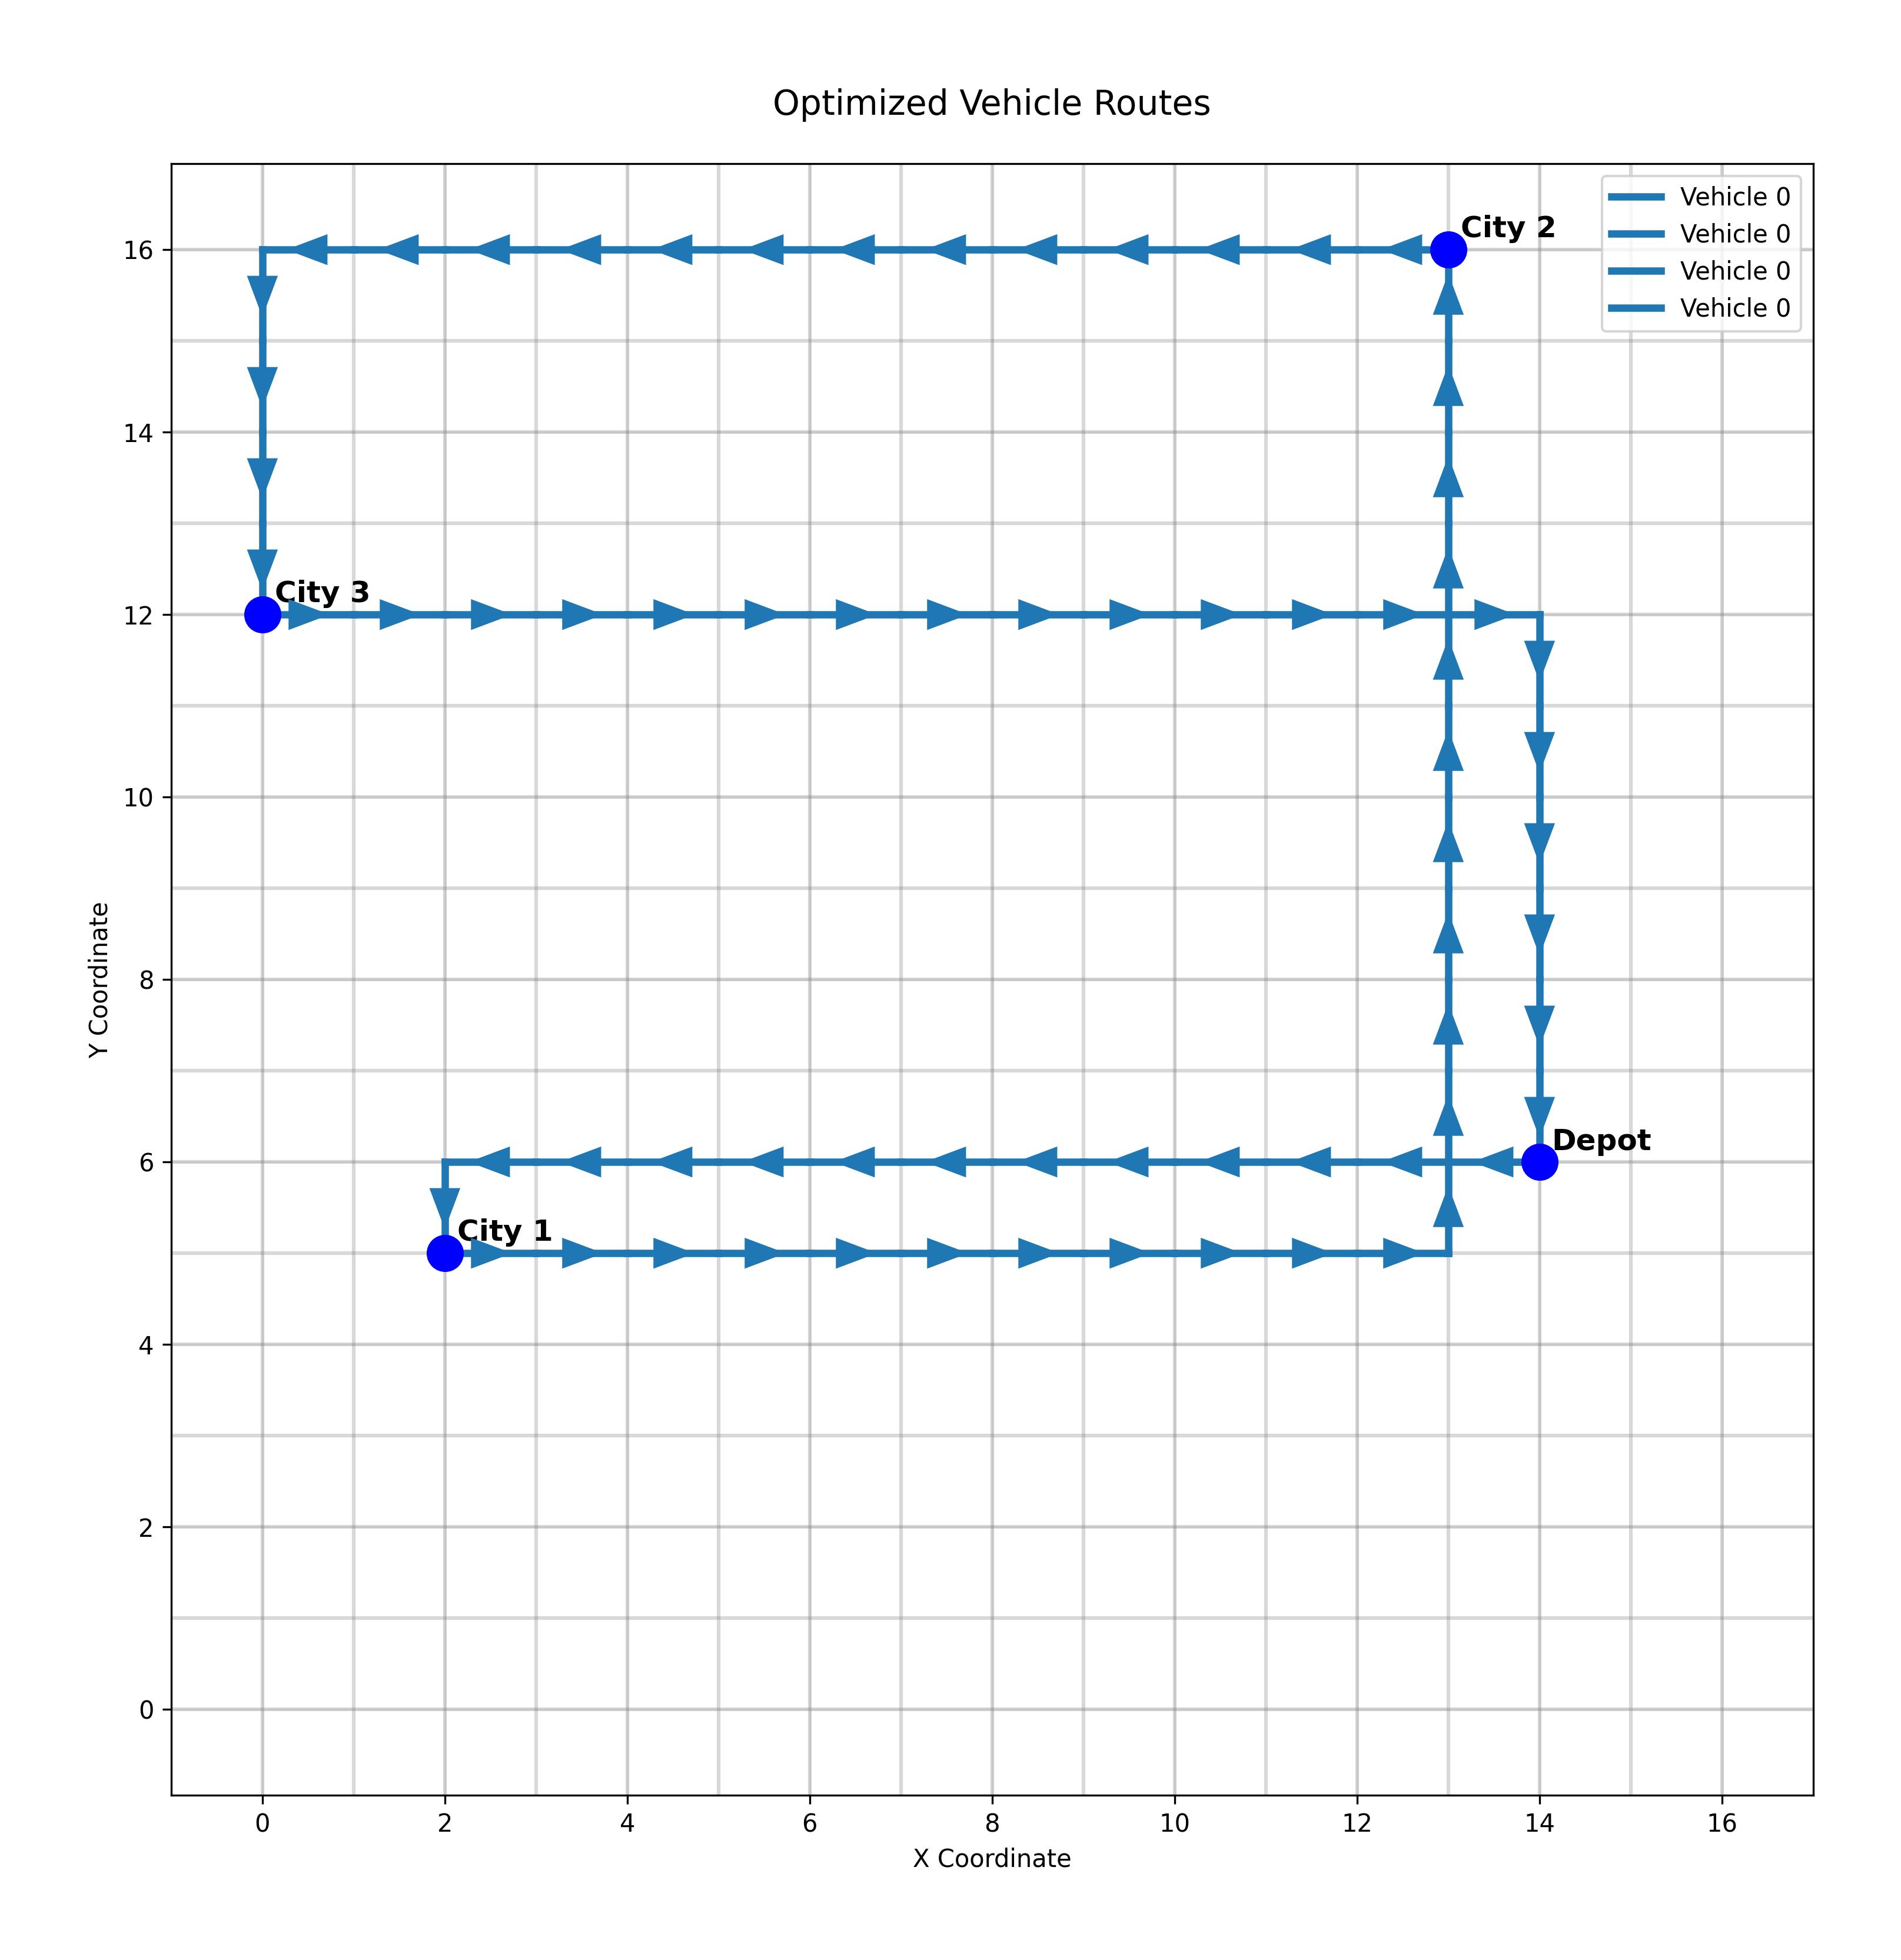 Optimized Vehicle Routes
Vehicle 0
Vehicle 0
Vehicle 0
Vehicle 0
City 2
City 3
Depot
City 1
Y Coordinate
16
14
12
10
8
6
4
2
0
0 2 4 6 8 10 12 14 16
X Coordinate